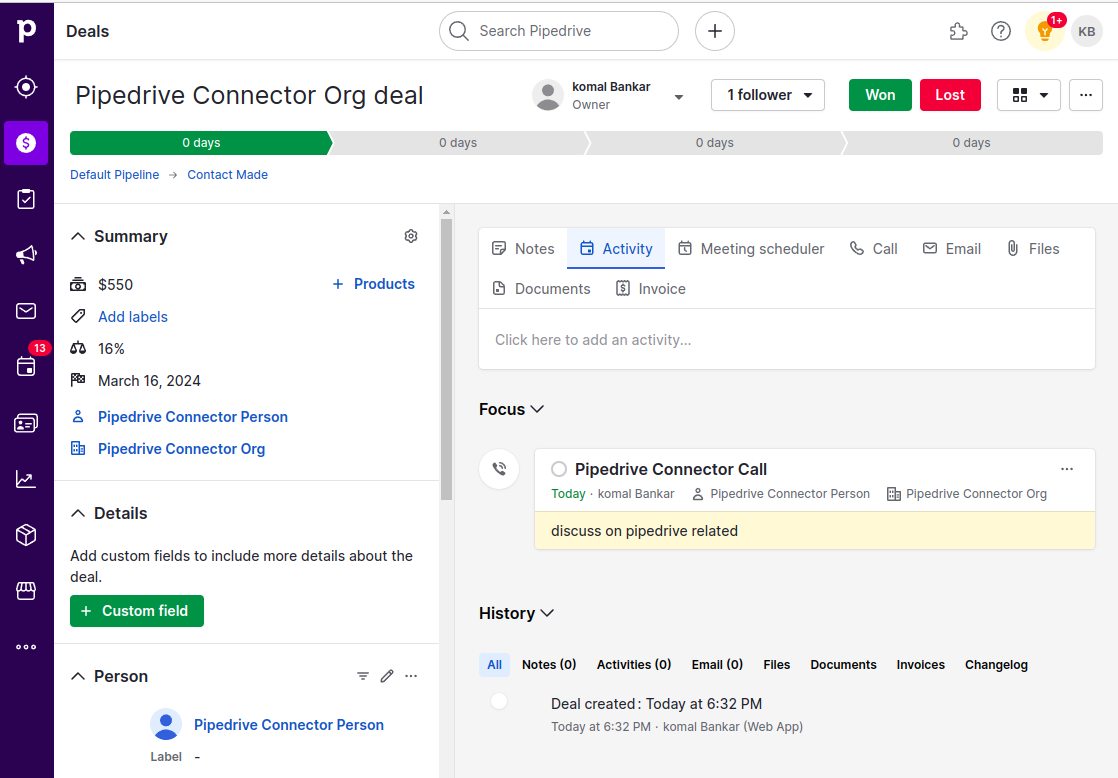 Deals
Search Pipedrive
1+
KB
Pipedrive Connector Org deal
komal Bankar
Owner
1 follower
Won
Lost
0 days
0 days
0 days
0 days
Default Pipeline → Contact Made
13
Summary
$550
+ Products
Add labels
16%
March 16, 2024
Pipedrive Connector Person
Pipedrive Connector Org
Details
Add custom fields to include more details about the
deal.
+ Custom field
Person
Pipedrive Connector Person
Label -
Notes
Activity
Meeting scheduler
Call
Email
Files
Documents
Invoice
Click here to add an activity...
Focus
Pipedrive Connector Call
Today · komal Bankar Pipedrive Connector Person Pipedrive Connector Org
discuss on pipedrive related
History
All Notes (0) Activities (0) Email (0) Files Documents Invoices Changelog
Deal created : Today at 6:32 PM
Today at 6:32 PM · komal Bankar (Web App)